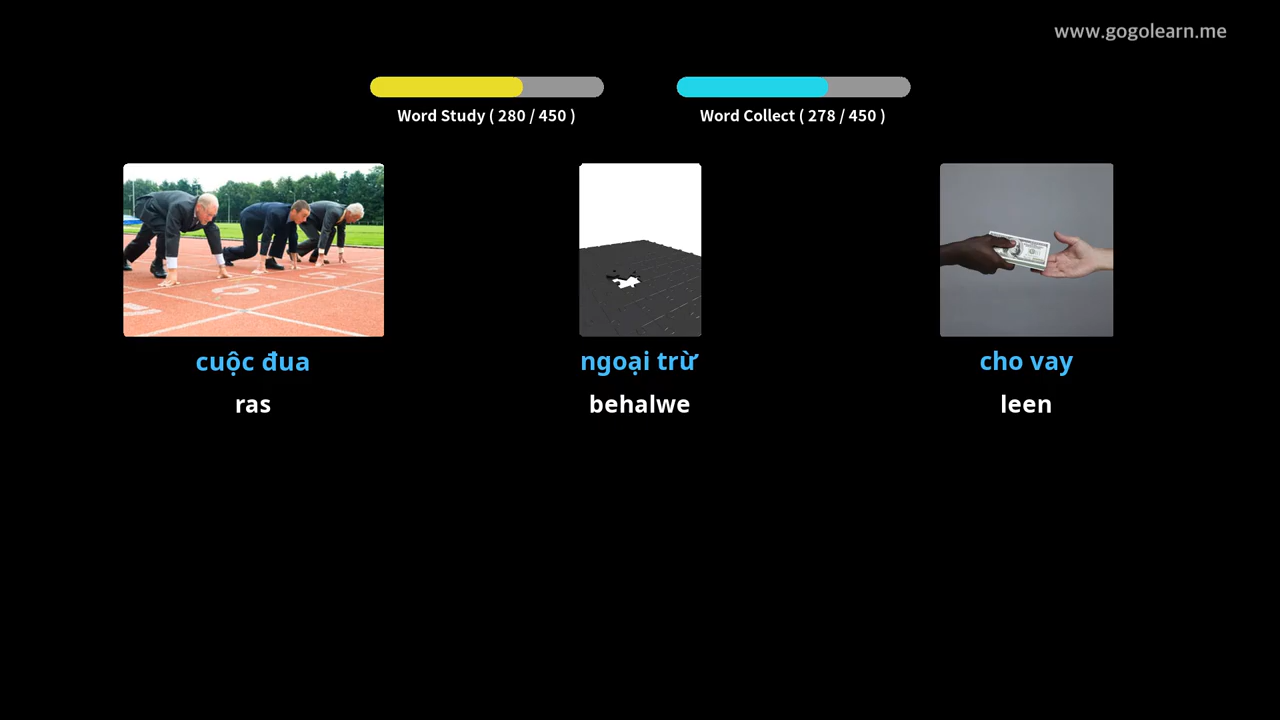 www.gogolearn.me
Word Study ( 280 / 450 )
Word Collect ( 278 / 450 )
cuộc đua
ngoại trừ
cho vay
ras
behalwe
leen